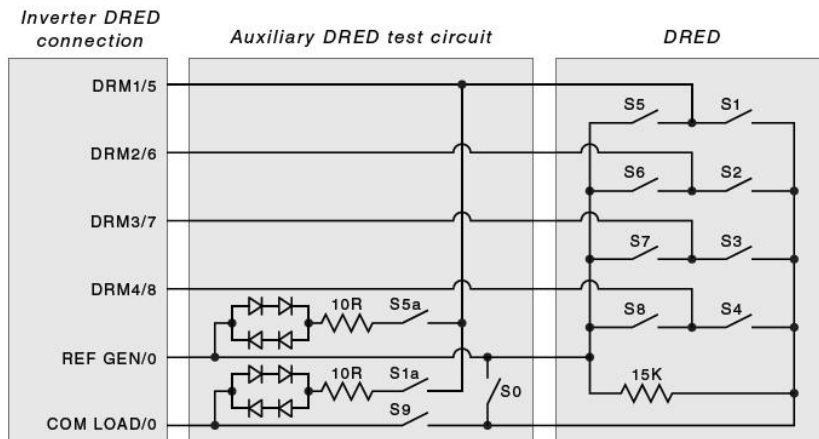 Inverter DRED
connection
Auxiliary DRED test circuit
DRED
DRM1/5
S5
S1
DRM2/6
S6
S2
DRM3/7
S7
S3
DRM4/8
10R
S5a
S8
S4
REF GEN/0
10R
S1a
S0
15K
S9
COM LOAD/0